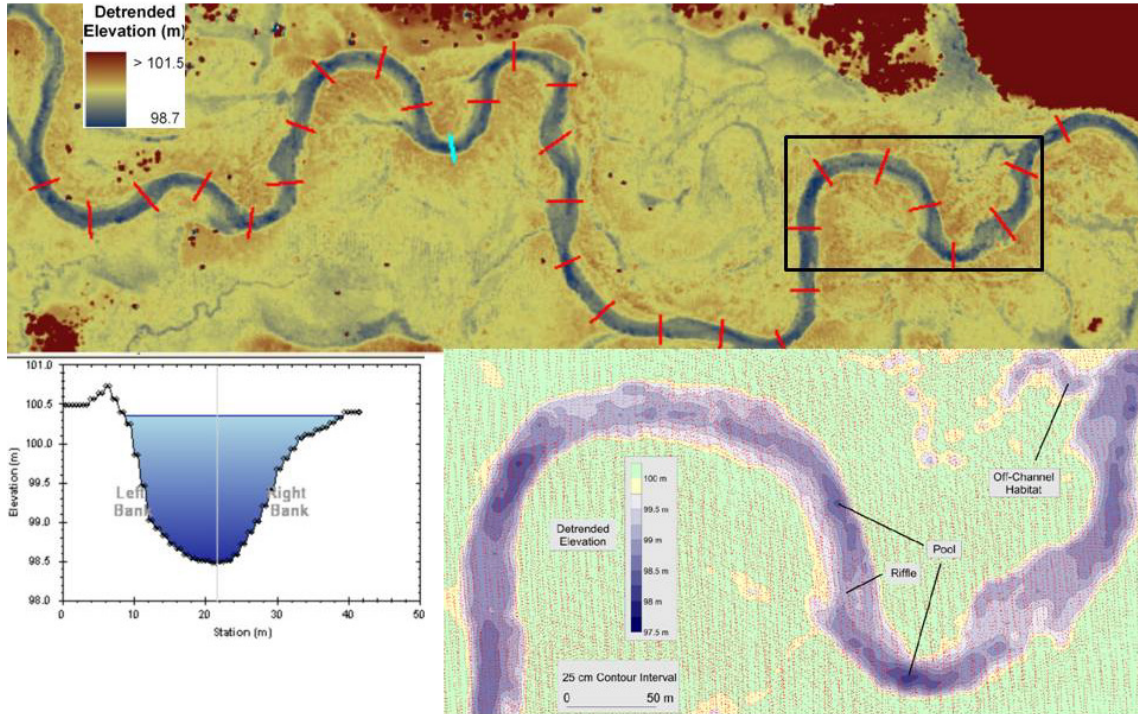 Detrended
Elevation (m)
> 101.5
98.7
101.0
100.5
100.0
99.5
99.0
98.5
98.0
Elevation (m)
Left
Bank
Right
Bank
0
10
20
30
40
50
Station (m)
Detrended
Elevation
100 m
99.5 m
99 m
98.5 m
98 m
97.5 m
Off-Channel
Habitat
Pool
Riffle
25 cm Contour Interval
0
50 m